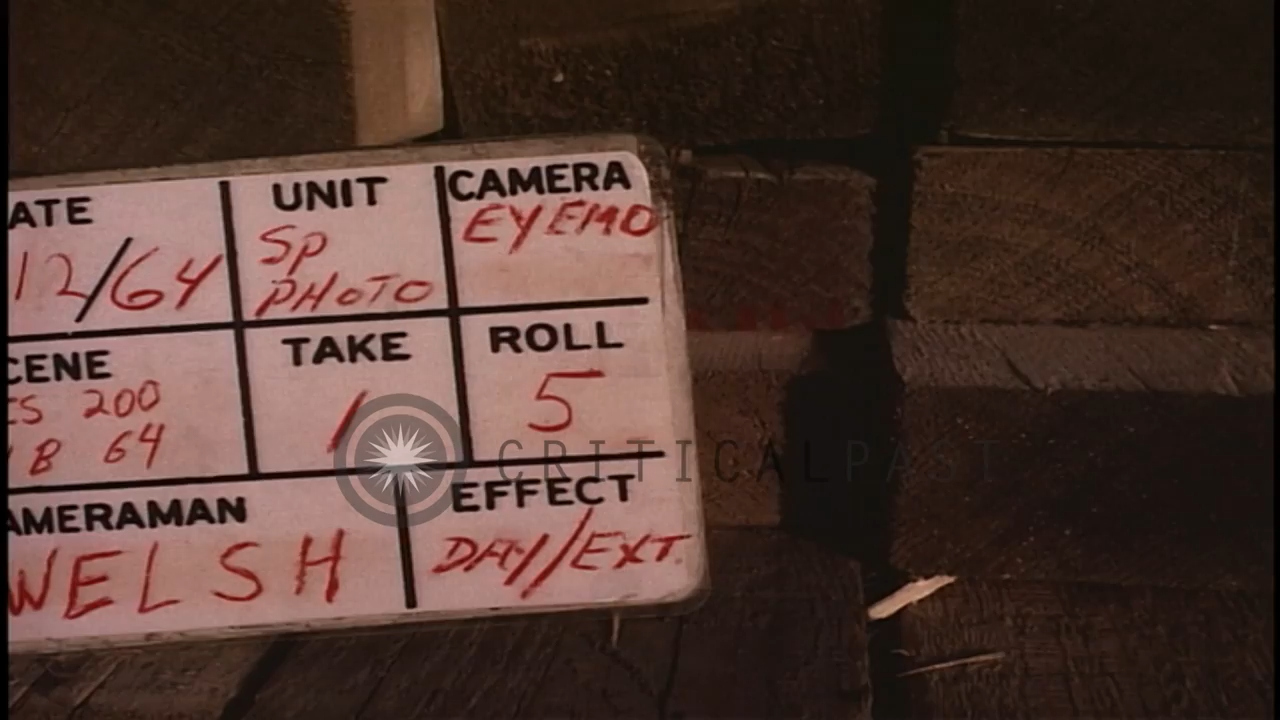 ATE UNIT CAMERA
12/64 SP PHOTO EYEMO
CENE TAKE ROLL
ES 200 1 5
B 64
AMERAMAN EFFECT
WELSH DAY/EXT.
CRITICALPAST